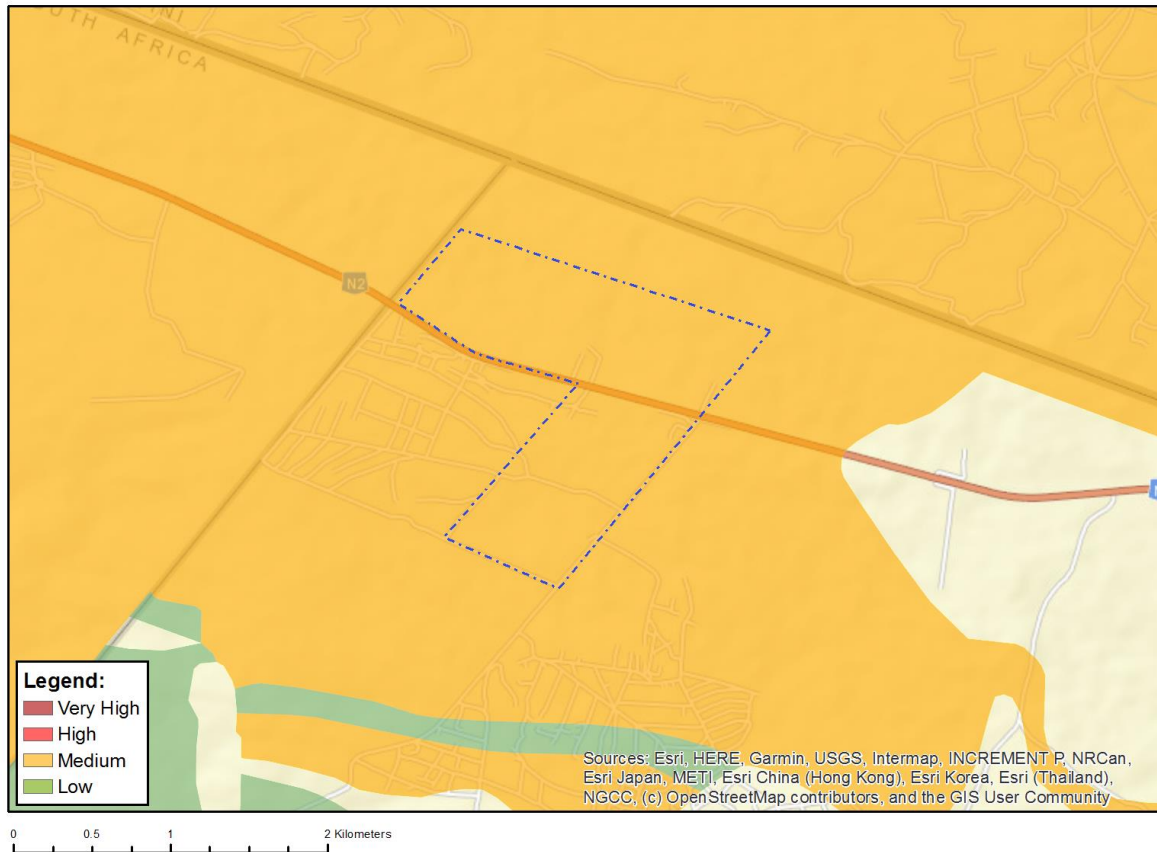 INI
SOUTH AFRICA
N2
Legend:
Very High
High
Medium
Low
Sources: Esri, HERE, Garmin, USGS, Intermap, INCREMENT P, NRCan,
Esri Japan, METI, Esri China (Hong Kong), Esri Korea, Esri (Thailand),
NGCC, (c) OpenStreetMap contributors, and the GIS User Community
0 0.5 1 2 Kilometers